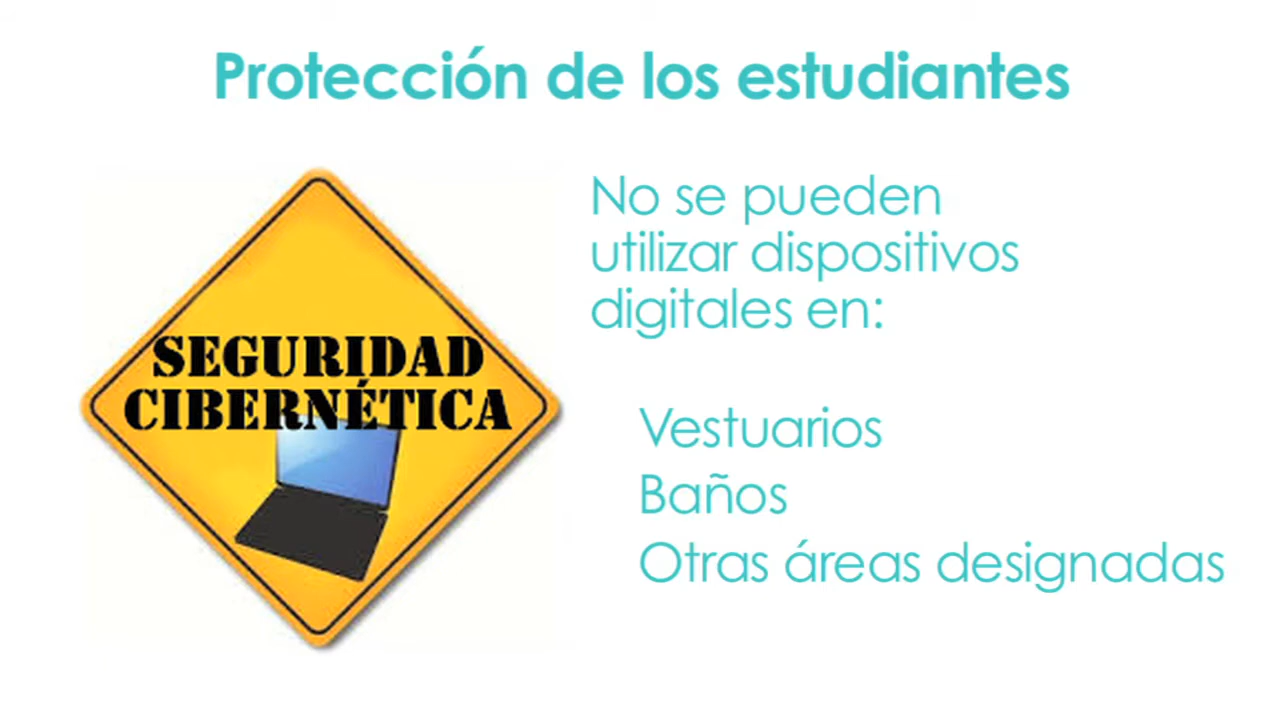 Protección de los estudiantes
SEGURIDAD
CIBERNÉTICA
No se pueden
utilizar dispositivos
digitales en:
Vestuarios
Baños
Otras áreas designadas